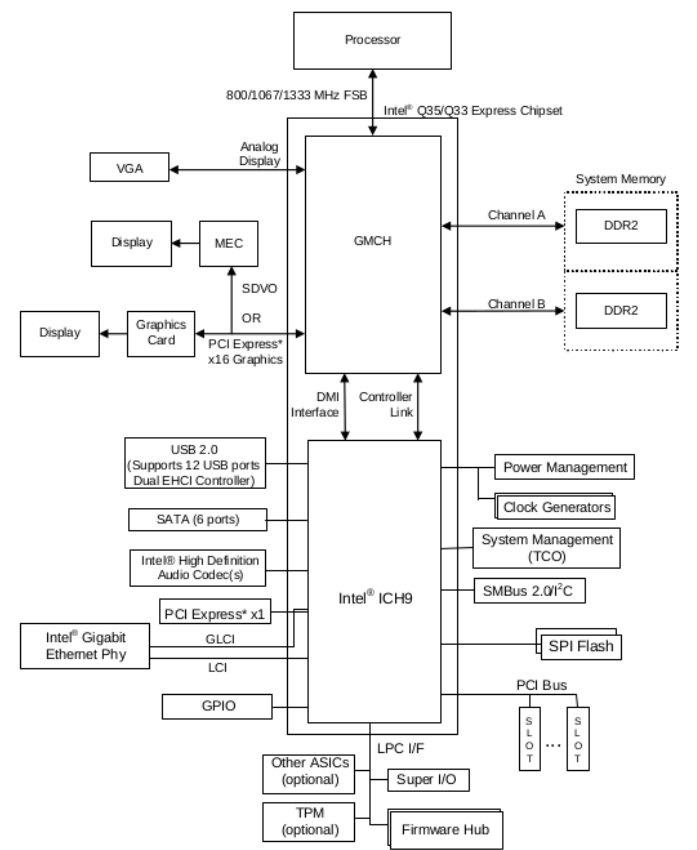 Processor
800/1067/1333 MHz FSB
Intel® Q35/Q33 Express Chipset
Analog
Display
VGA
System Memory
GMCH
Channel A
DDR2
Display
MEC
SDVO
OR
Channel B
DDR2
Display
Graphics
Card
PCI Express*
x16 Graphics
DMI
Interface
Controller
Link
USB 2.0
(Supports 12 USB ports
Dual EHCI Controller)
Power Management
Clock Generators
SATA (6 ports)
System Management
(TCO)
Intel® High Definition
Audio Codec(s)
Intel® ICH9
SMBus 2.0/I²C
PCI Express* x1
Intel® Gigabit
Ethernet Phy
GLCI
LCI
SPI Flash
GPIO
PCI Bus
SLOT
...
SLOT
LPC I/F
Other ASICs
(optional)
Super I/O
TPM
(optional)
Firmware Hub